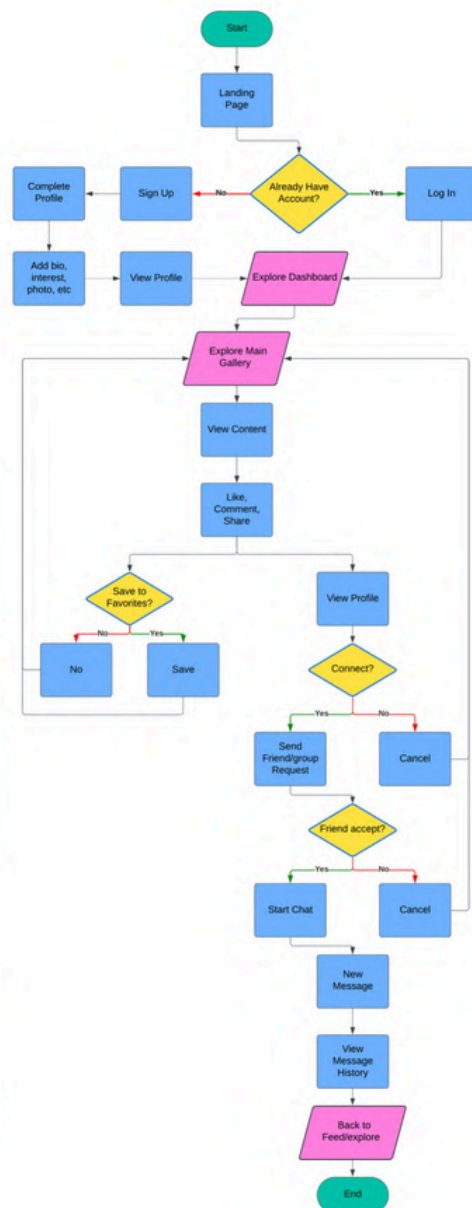 Start
Landing
Page
Already Have
Account?
No
Yes
Sign Up
Log In
Complete
Profile
Add bio,
interest,
photo, etc
View Profile
Explore Dashboard
Explore Main
Gallery
View Content
Like,
Comment,
Share
Save to
Favorites?
No
Yes
No
Save
View Profile
Connect?
Yes
No
Send
Friend/group
Request
Cancel
Friend accept?
Yes
No
Start Chat
Cancel
New
Message
View
Message
History
Back to
Feed/explore
End